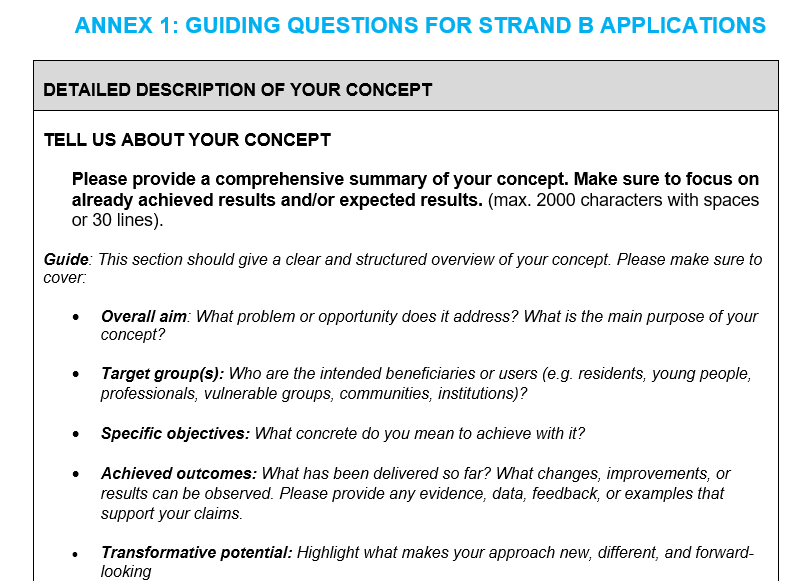 ANNEX 1: GUIDING QUESTIONS FOR STRAND B APPLICATIONS
DETAILED DESCRIPTION OF YOUR CONCEPT
TELL US ABOUT YOUR CONCEPT
Please provide a comprehensive summary of your concept. Make sure to focus on
already achieved results and/or expected results. (max. 2000 characters with spaces
or 30 lines).
Guide: This section should give a clear and structured overview of your concept. Please make sure to
cover:
• Overall aim: What problem or opportunity does it address? What is the main purpose of your
concept?
• Target group(s): Who are the intended beneficiaries or users (e.g. residents, young people,
professionals, vulnerable groups, communities, institutions)?
• Specific objectives: What concrete do you mean to achieve with it?
• Achieved outcomes: What has been delivered so far? What changes, improvements, or
results can be observed. Please provide any evidence, data, feedback, or examples that
support your claims.
• Transformative potential: Highlight what makes your approach new, different, and forward-
looking